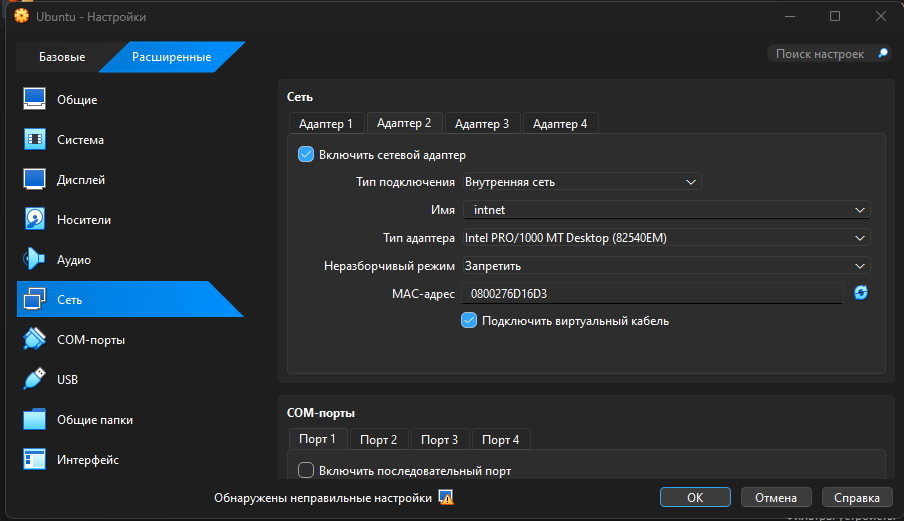 Ubuntu - Настройки
Базовые
Расширенные
Поиск настроек
Общие
Система
Дисплей
Носители
Аудио
Сеть
COM-порты
USB
Общие папки
Интерфейс
Сеть
Адаптер 1 Адаптер 2 Адаптер 3 Адаптер 4
Включить сетевой адаптер
Тип подключения Внутренняя сеть
Имя intnet
Тип адаптера Intel PRO/1000 MT Desktop (82540EM)
Неразборчивый режим Запретить
MAC-адрес 0800276D16D3
Подключить виртуальный кабель
COM-порты
Порт 1 Порт 2 Порт 3 Порт 4
Включить последовательный порт
Обнаружены неправильные настройки
OK Отмена Справка